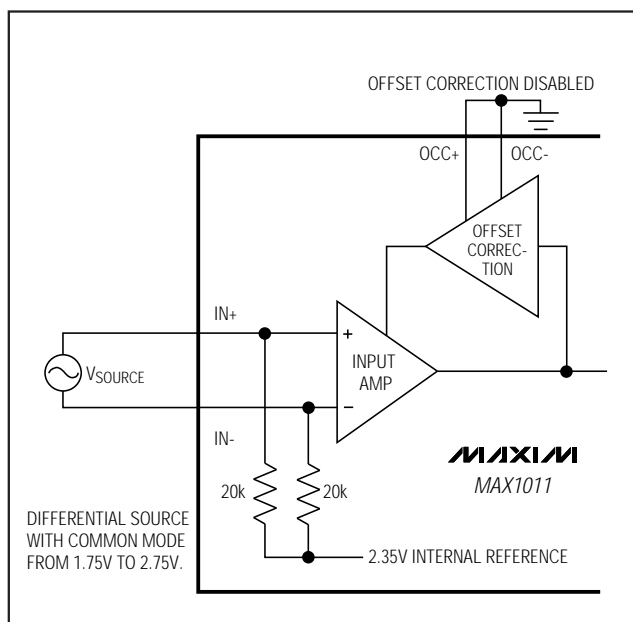 OFFSET CORRECTION DISABLED
OCC+ OCC-
OFFSET
CORREC-
TION
IN+
+
INPUT
AMP
VSOURCE
−
IN-
MAXIM
MAX1011
20k 20k
DIFFERENTIAL SOURCE
WITH COMMON MODE
FROM 1.75V TO 2.75V.
2.35V INTERNAL REFERENCE